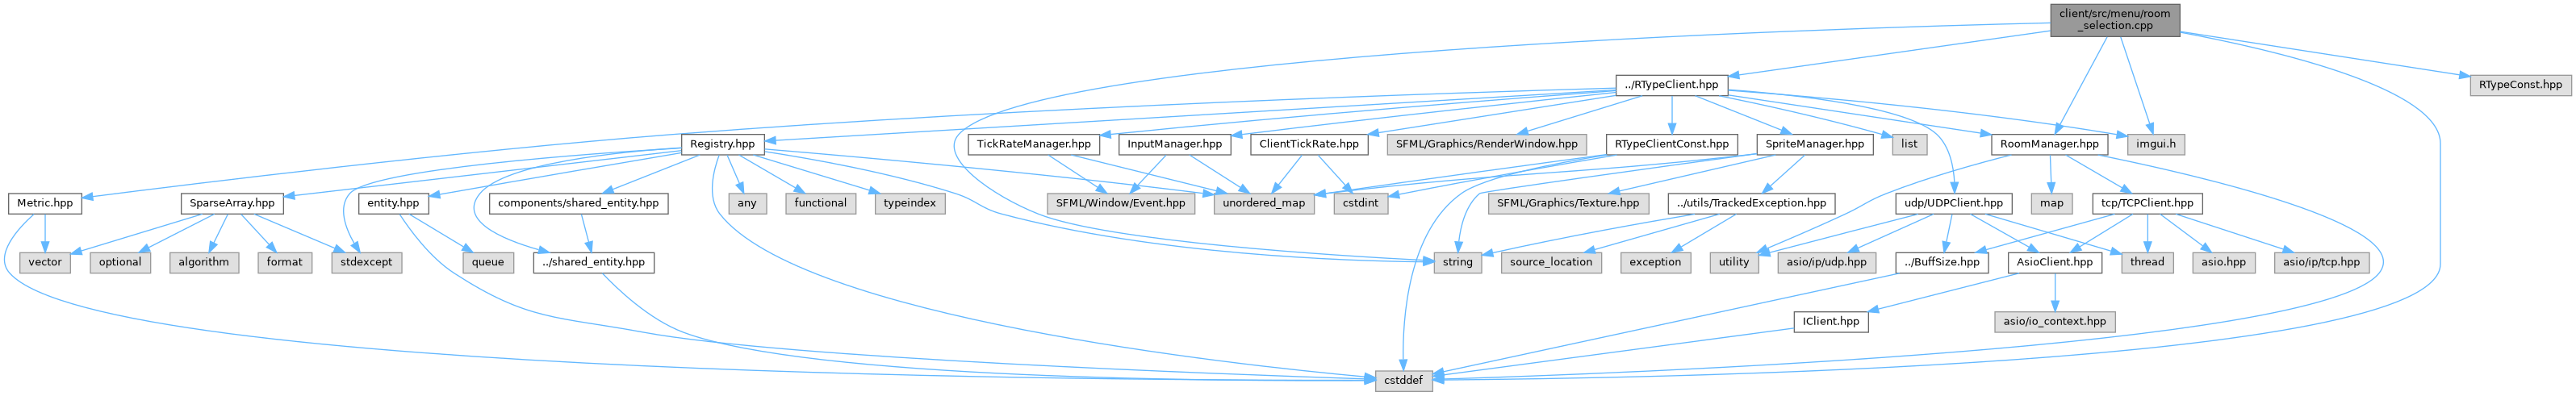 client/src/menu/room
_selection.cpp
../RTypeClient.hpp
RTypeConst.hpp
Registry.hpp
TickRateManager.hpp
InputManager.hpp
ClientTickRate.hpp
SFML/Graphics/RenderWindow.hpp
RTypeClientConst.hpp
SpriteManager.hpp
list
RoomManager.hpp
imgui.h
Metric.hpp
SparseArray.hpp
entity.hpp
components/shared_entity.hpp
any
functional
typeindex
SFML/Window/Event.hpp
unordered_map
cstdint
SFML/Graphics/Texture.hpp
../utils/TrackedException.hpp
udp/UDPClient.hpp
map
tcp/TCPClient.hpp
vector
optional
algorithm
format
stdexcept
queue
../shared_entity.hpp
string
source_location
exception
utility
asio/ip/udp.hpp
../BuffSize.hpp
AsioClient.hpp
thread
asio.hpp
asio/ip/tcp.hpp
IClient.hpp
asio/io_context.hpp
cstddef